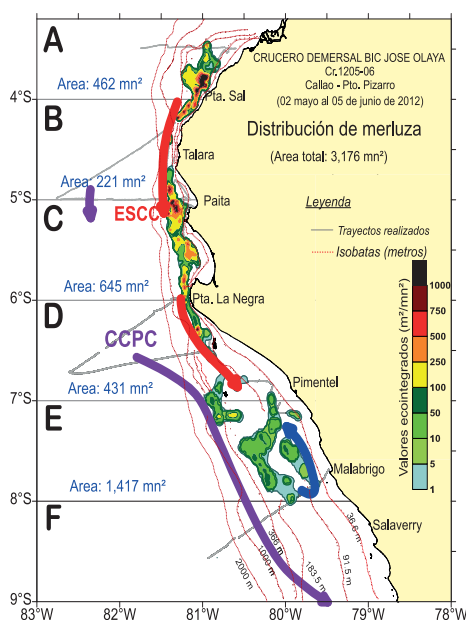 A
CRUCERO DEMERSAL BIC JOSE OLAYA
Cr.1205-06
Callao - Pto. Pizarro
(02 mayo al 05 de junio de 2012)
Distribución de merluza
(Area total: 3,176 mn²)
Area: 462 mn²
Pta. Sal
4°S
B
Talara
Area: 221 mn²
5°S
C
ESCC
Paita
Leyenda
Trayectos realizados
Isobatas (metros)
Area: 645 mn²
6°S
Pta. La Negra
D
CCPC
Pimentel
Area: 431 mn²
7°S
E
Malabrigo
Area: 1,417 mn²
8°S
F
Salaverry
Valores ecointegrados (m²/mn²)
1000
750
500
250
100
50
10
5
1
2000 m
1000 m
366 m
183.5 m
91.5 m
36.6 m
9°S
83°W
82°W
81°W
80°W
79°W
78°W